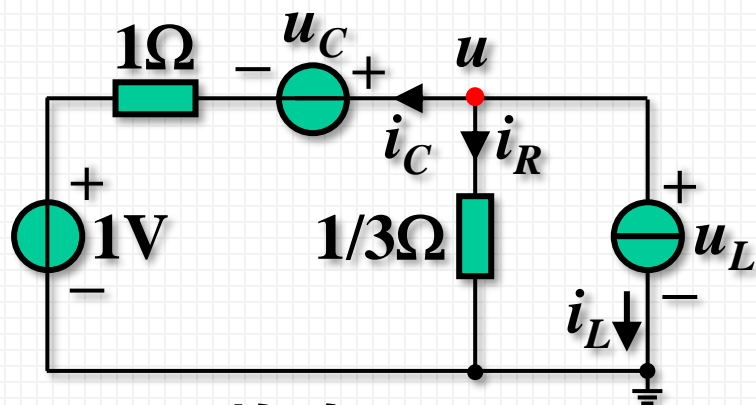 1Ω
u_C
− +
u
i_C
i_R
+
1V
−
1/3Ω
+
u_L
−
i_L